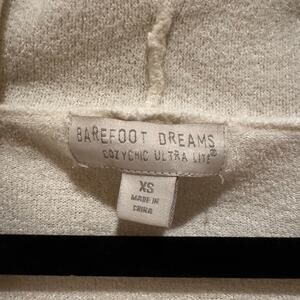 BAREFOOT DREAMS®
COZYCHIC ULTRA LITE
XS
MADE IN
CHINA